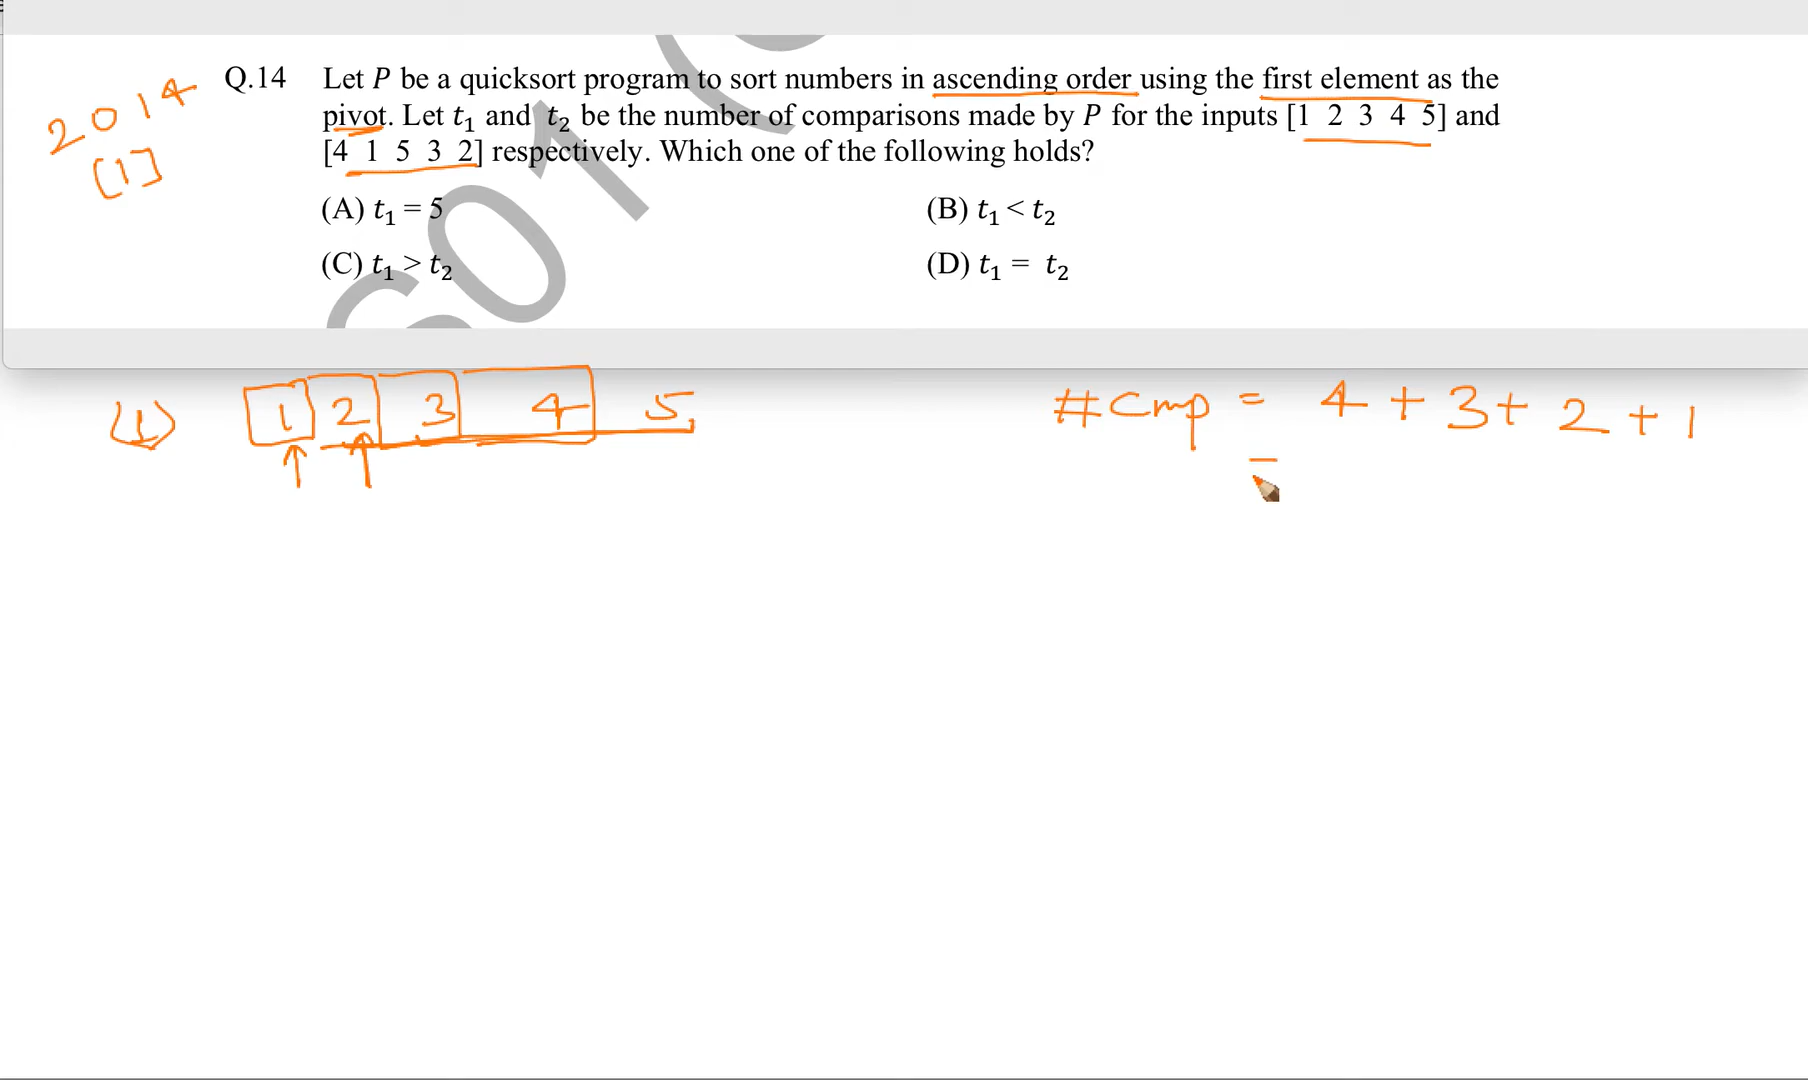 2014
[1]
Q.14 Let P be a quicksort program to sort numbers in ascending order using the first element as the
pivot. Let t₁ and t₂ be the number of comparisons made by P for the inputs [1 2 3 4 5] and
[4 1 5 3 2] respectively. Which one of the following holds?
(A) t₁ = 5 (B) t₁ < t₂
(C) t₁ > t₂ (D) t₁ = t₂
(1) 1 2 3 4 5, #Cmp = 4 + 3 + 2 + 1
=